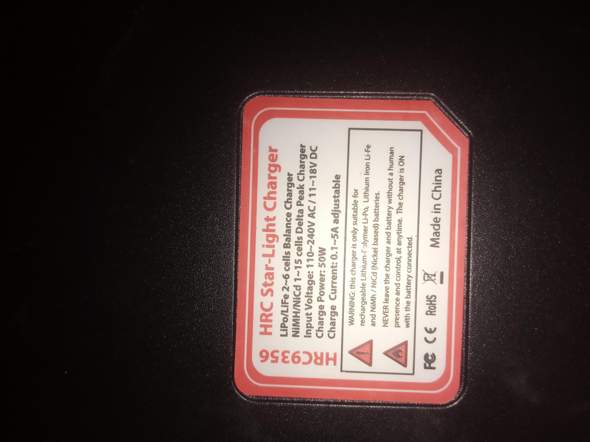 HRC9356
HRC Star-Light Charger
LiPo/LiFe 2~6 cells Balance Charger
NiMH/NiCd 1~15 cells Delta Peak Charger
Input Voltage: 110~240V AC / 11~18V DC
Charge Power: 50W
Charge Current: 0.1~5A adjustable
WARNING: this charger is only suitable for
rechargeable Lithium-Polymer Li-Po, Lithium Iron Li-Fe
and NiMh / NiCd (Nickel based) batteries.
NEVER leave the charger and battery without a human
presence and control, at anytime. The charger is ON
with the battery connected.
FC CE RoHS Made in China